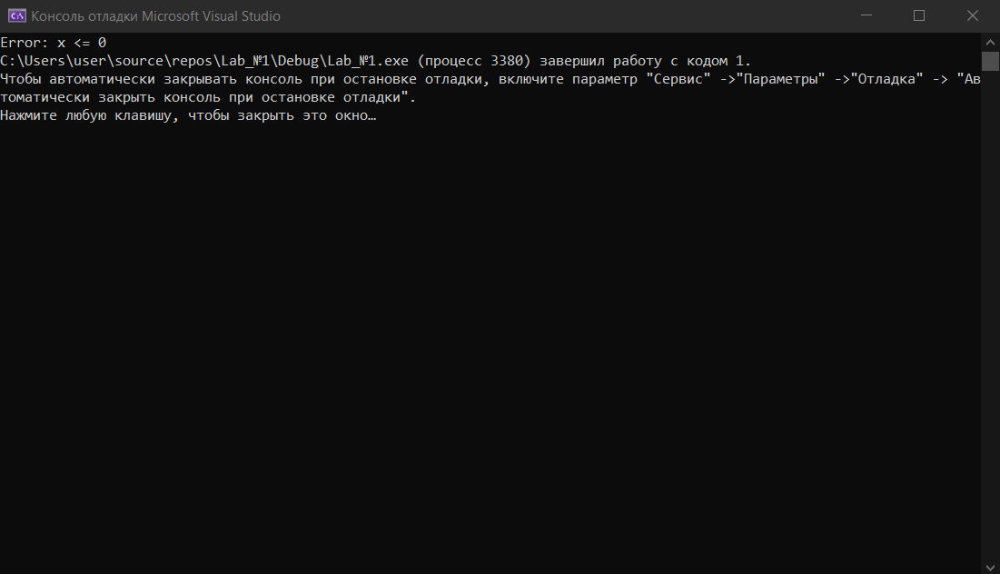 Консоль отладки Microsoft Visual Studio
Error: x <= 0
C:\Users\user\source\repos\Lab_№1\Debug\Lab_№1.exe (процесс 3380) завершил работу с кодом 1.
Чтобы автоматически закрывать консоль при остановке отладки, включите параметр "Сервис" ->"Параметры" ->"Отладка" -> "Ав
томатически закрыть консоль при остановке отладки".
Нажмите любую клавишу, чтобы закрыть это окно…